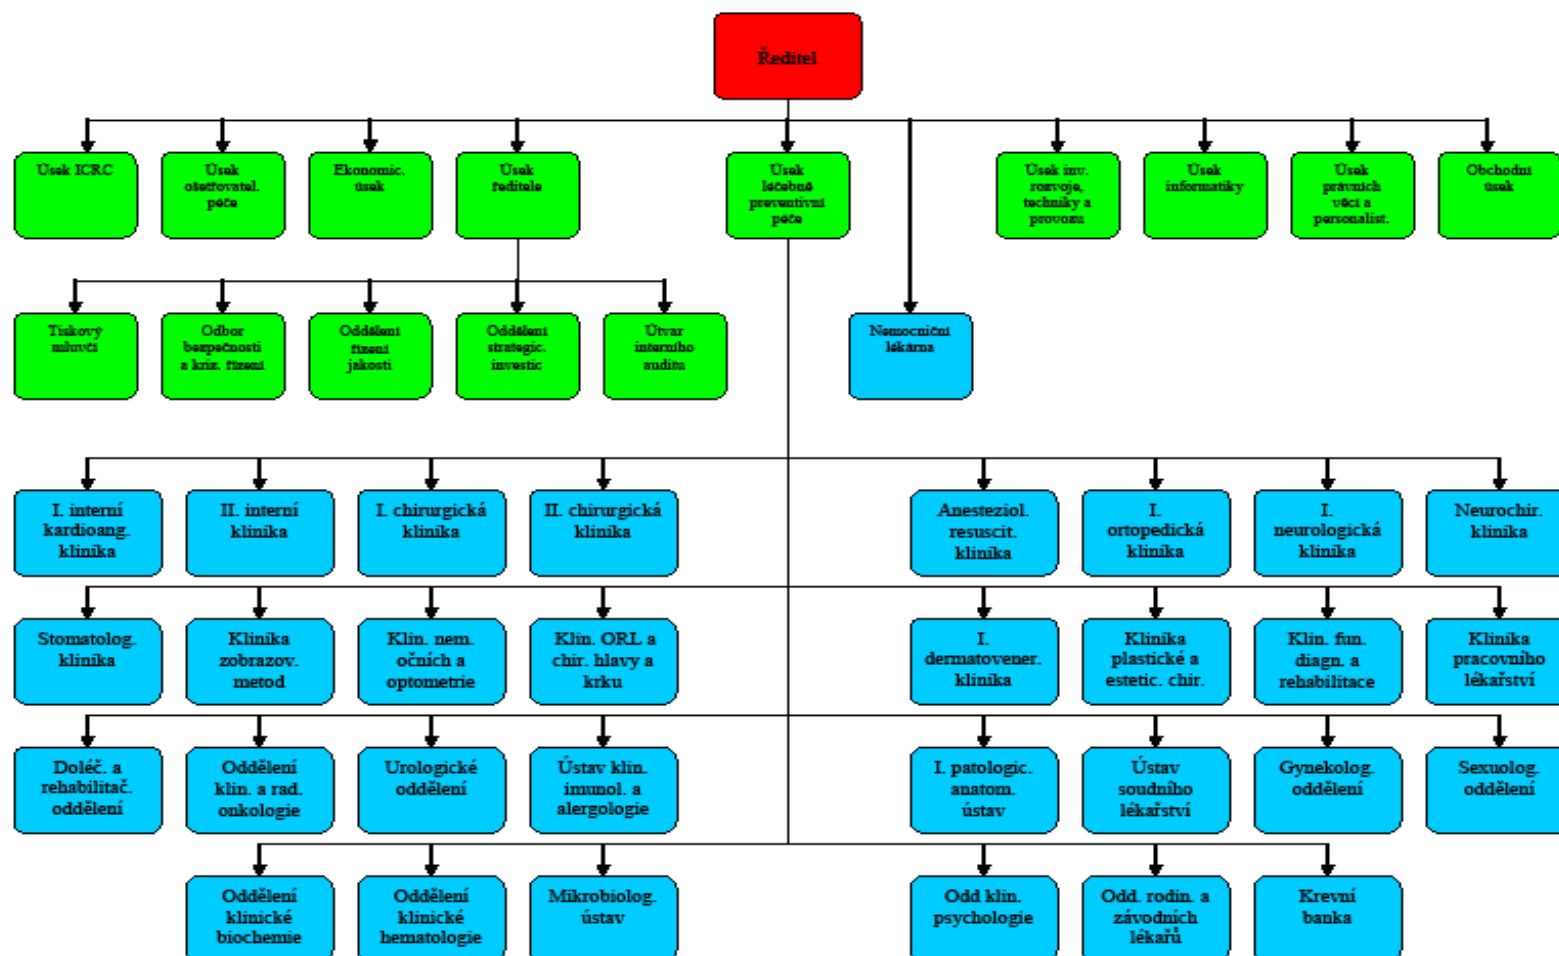 Ředitel
Úsek ICRC
Úsek
ošetřovatel.
péče
Ekonomic.
úsek
Úsek
ředitele
Úsek
léčebně
preventivní
péče
Úsek inv.
rozvoje,
techniky a
provozu
Úsek
informatiky
Úsek
právních
věcí a
personalist.
Obchodní
úsek
Tiskový
mluvčí
Odbor
bezpečnosti
a kriz. řízení
Oddělení
řízení
jakosti
Oddělení
strategic.
investic
Útvar
interního
auditu
Nemocniční
lékárna
I. interní
kardioang.
klinika
II. interní
klinika
I. chirurgická
klinika
II. chirurgická
klinika
Anesteziol.
resuscit.
klinika
I.
ortopedická
klinika
I.
neurologická
klinika
Neurochir.
klinika
Stomatolog.
klinika
Klinika
zobrazov.
metod
Klin. nem.
očních a
optometrie
Klin. ORL a
chir. hlavy a
krku
I.
dermatovener.
klinika
Klinika
plastické a
estetic. chir.
Klin. fun.
diagn. a
rehabilitace
Klinika
pracovního
lékařství
Doléč. a
rehabilitač.
oddělení
Oddělení
klin. a rad.
onkologie
Urologické
oddělení
Ústav klin.
imunol. a
alergologie
I. patologic.
anatom.
ústav
Ústav
soudního
lékařství
Gynekolog.
oddělení
Sexuolog.
oddělení
Oddělení
klinické
biochemie
Oddělení
klinické
hematologie
Mikrobiolog.
ústav
Odd klin.
psychologie
Odd. rodin. a
závodních
lékařů
Krevní
banka